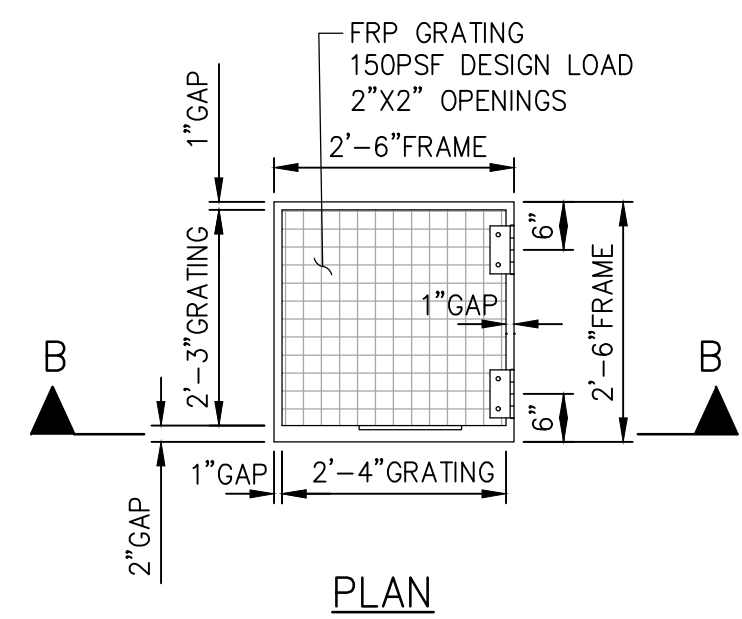 FRP GRATING
150PSF DESIGN LOAD
2"X2" OPENINGS
1"GAP
2'-6"FRAME
6"
2'-3"GRATING
1"GAP
2'-6"FRAME
B
B
6"
1"GAP
2'-4"GRATING
2"GAP
PLAN